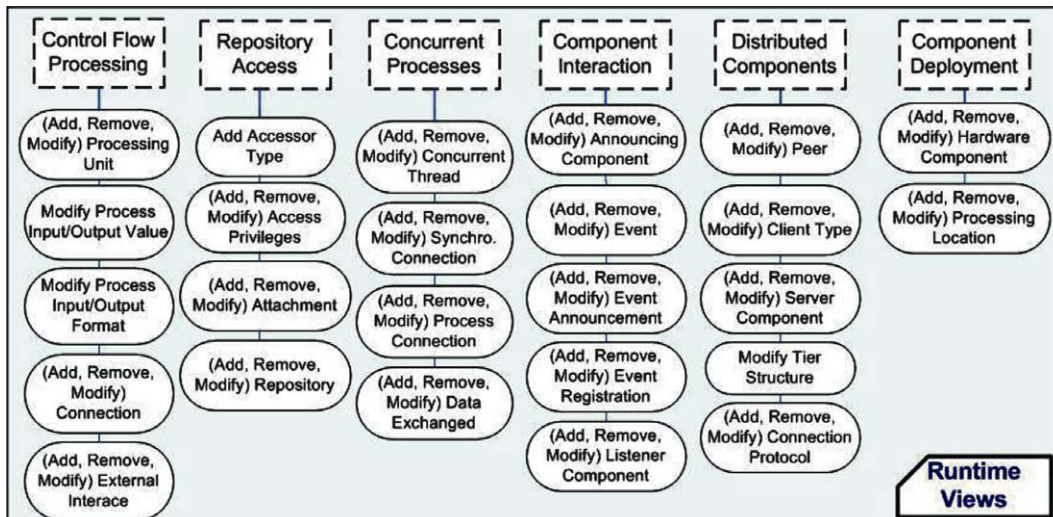 Control Flow
Processing
(Add, Remove,
Modify) Processing
Unit
Modify Process
Input/Output Value
Modify Process
Input/Output
Format
(Add, Remove,
Modify)
Connection
(Add, Remove,
Modify) External
Interace
Repository
Access
Add Accessor
Type
(Add, Remove,
Modify) Access
Privileges
(Add, Remove,
Modify) Attachment
(Add, Remove,
Modify) Repository
Concurrent
Processes
(Add, Remove,
Modify) Concurrent
Thread
(Add, Remove,
Modify) Synchro.
Connection
(Add, Remove,
Modify) Process
Connection
(Add, Remove,
Modify) Data
Exchanged
Component
Interaction
(Add, Remove,
Modify) Announcing
Component
(Add, Remove,
Modify) Event
(Add, Remove,
Modify) Event
Announcement
(Add, Remove,
Modify) Event
Registration
(Add, Remove,
Modify) Listener
Component
Distributed
Components
(Add, Remove,
Modify) Peer
(Add, Remove,
Modify) Client Type
(Add, Remove,
Modify) Server
Component
Modify Tier
Structure
(Add, Remove,
Modify) Connection
Protocol
Component
Deployment
(Add, Remove,
Modify) Hardware
Component
(Add, Remove,
Modify) Processing
Location
Runtime
Views